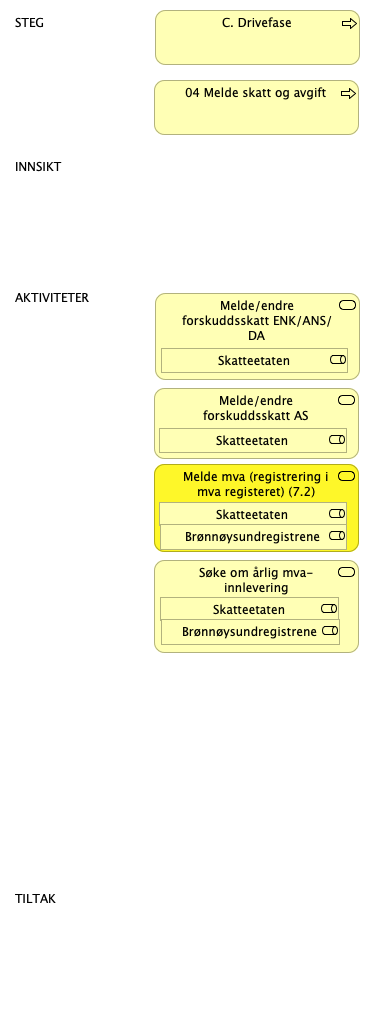 STEG
C. Drivefase
04 Melde skatt og avgift
INNSIKT
AKTIVITETER
Melde/endre
forskuddsskatt ENK/ANS/
DA
Skatteetaten
Melde/endre
forskuddsskatt AS
Skatteetaten
Melde mva (registrering i
mva registeret) (7.2)
Skatteetaten
Brønnøysundregistrene
Søke om årlig mva-
innlevering
Skatteetaten
Brønnøysundregistrene
TILTAK